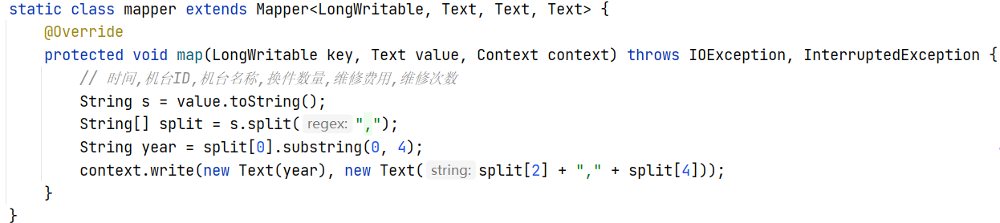 static class mapper extends Mapper<LongWritable, Text, Text, Text> {
@Override
protected void map(LongWritable key, Text value, Context context) throws IOException, InterruptedException {
// 时间,机台ID,机台名称,换件数量,维修费用,维修次数
String s = value.toString();
String[] split = s.split( regex: ",");
String year = split[0].substring(0, 4);
context.write(new Text(year), new Text( string: split[2] + "," + split[4]));
}
}